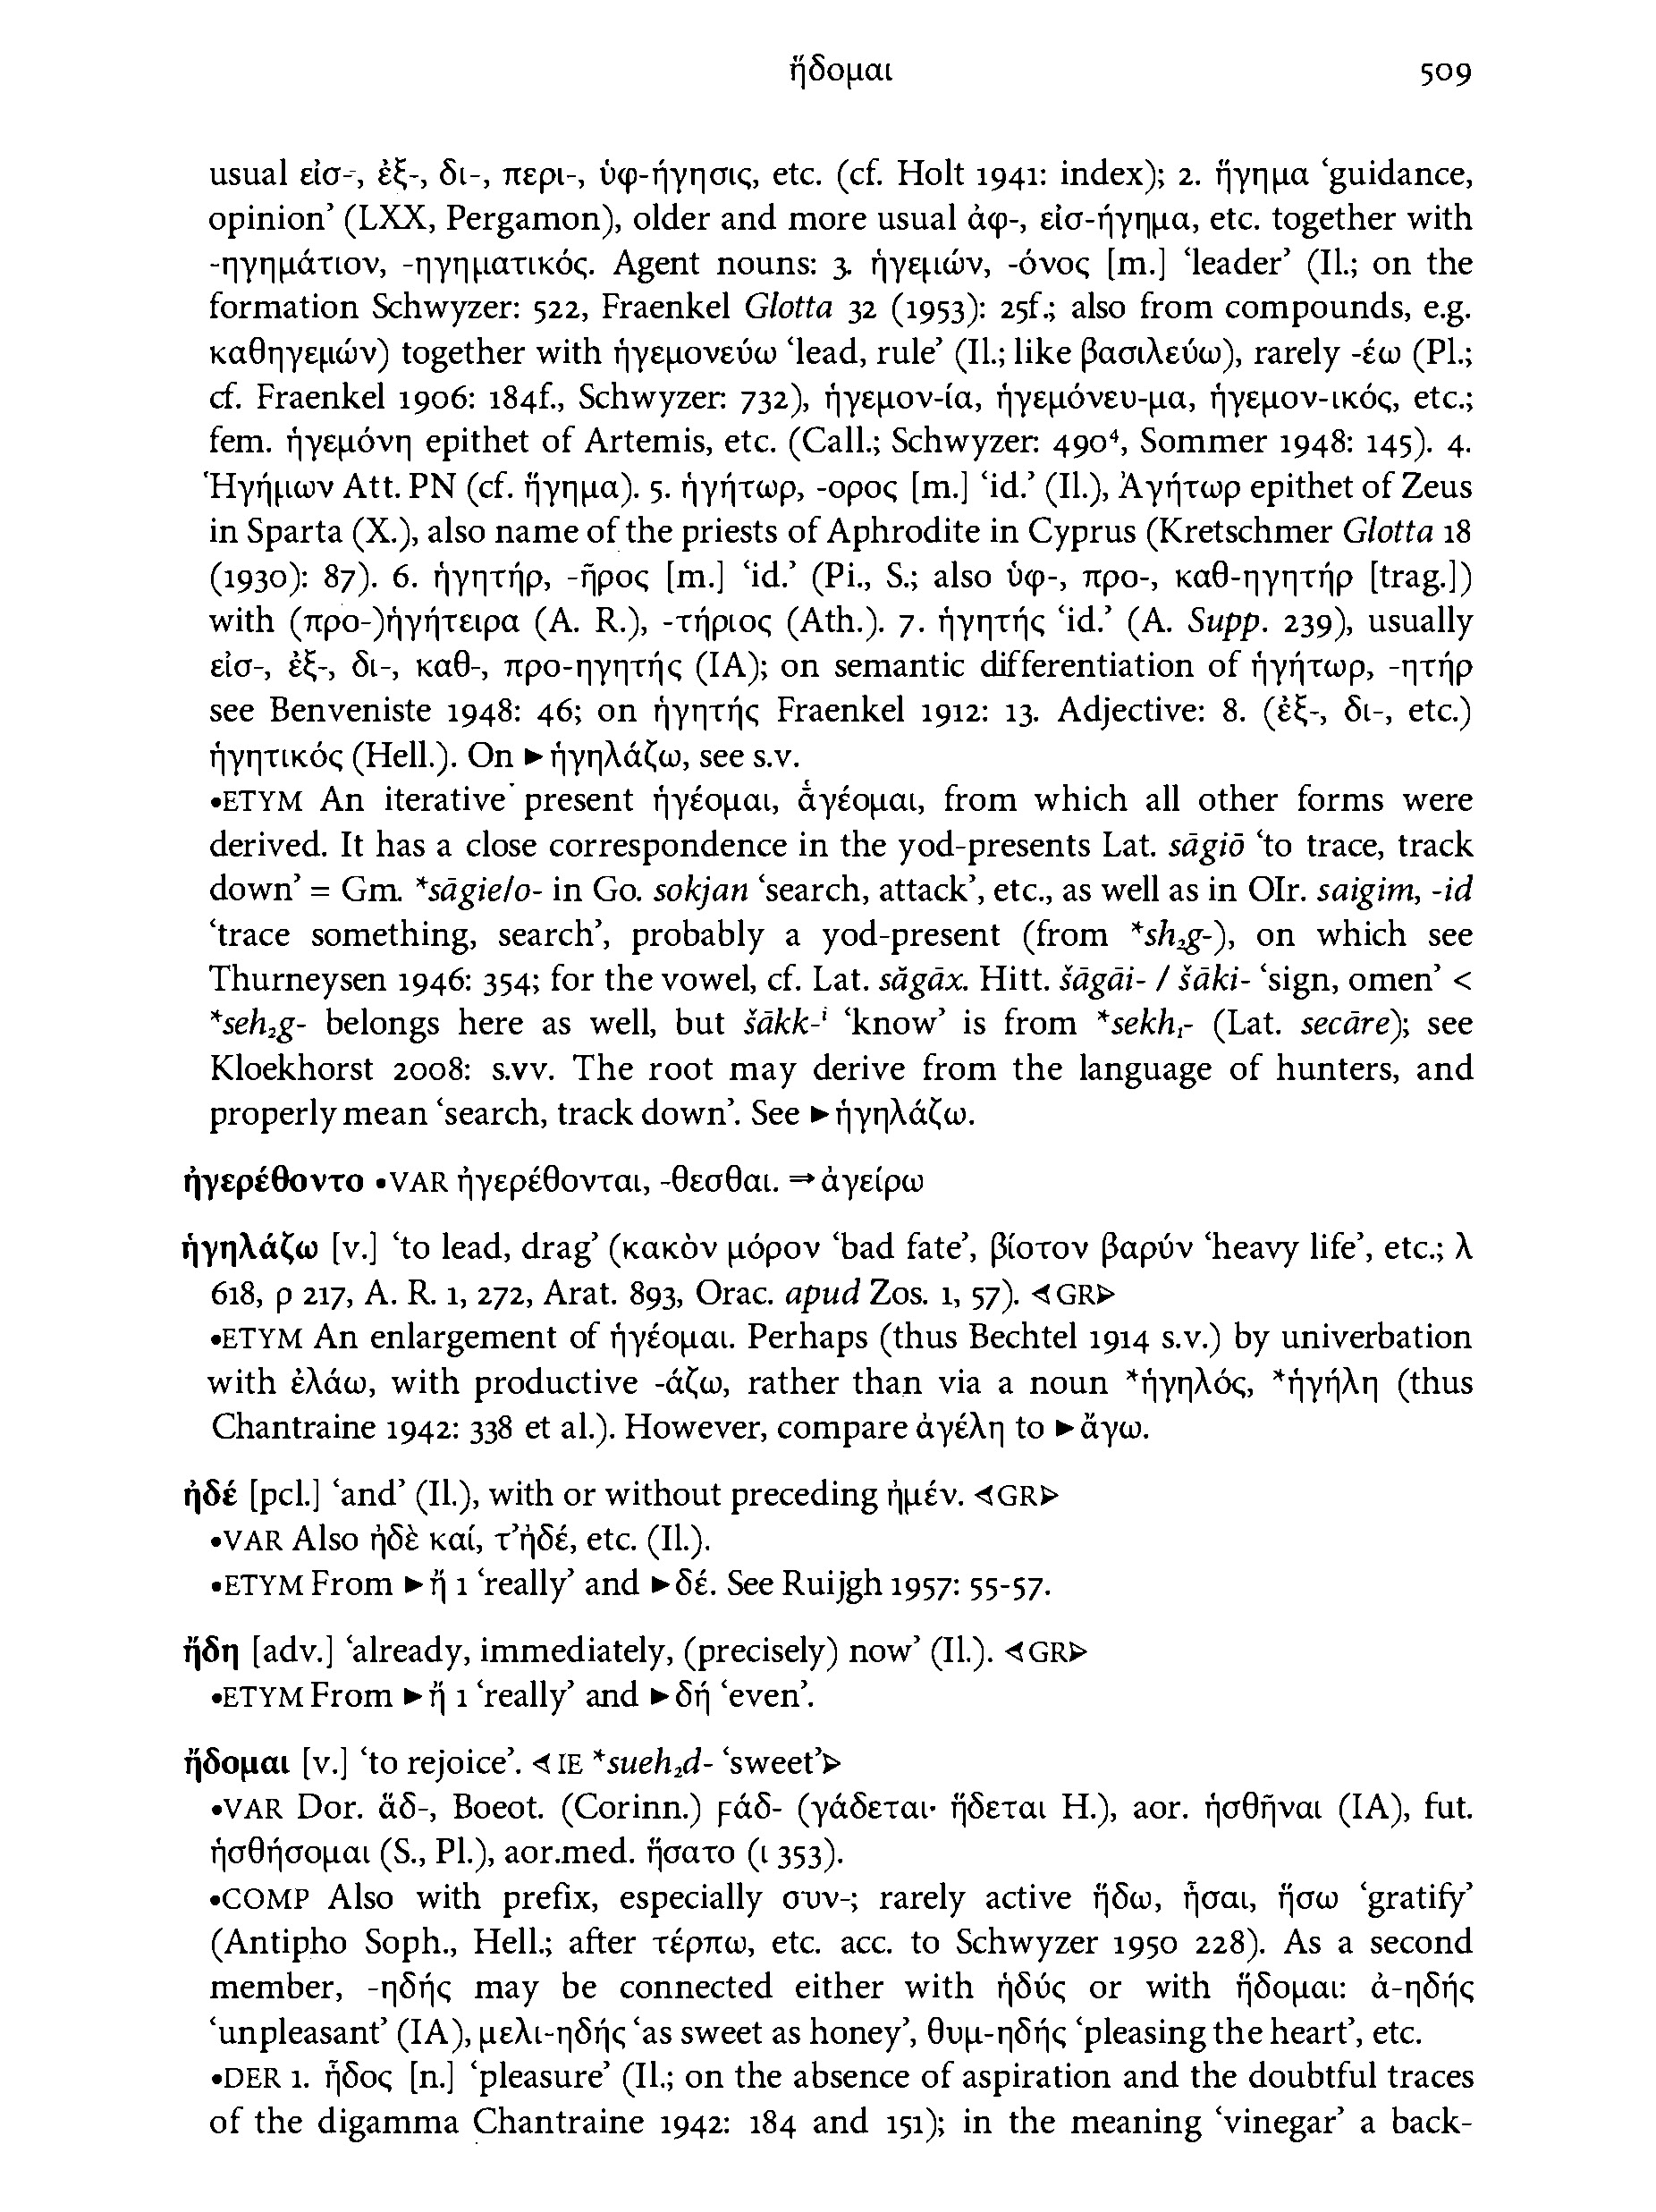 ἥδομαι 509
usual εἰσ-, ἐξ-, δι-, περι-, ὑφ-ήγησις, etc. (cf. Holt 1941: index); 2. ἥγημα ‘guidance,
opinion’ (LXX, Pergamon), older and more usual ἀφ-, εἰσ-ήγημα, etc. together with
-ηγημάτιον, -ηγηματικός. Agent nouns: 3. ἡγεμών, -όνος [m.] ‘leader’ (Il.; on the
formation Schwyzer: 522, Fraenkel Glotta 32 (1953): 25f.; also from compounds, e.g.
καθηγεμών) together with ἡγεμονεύω ‘lead, rule’ (Il.; like βασιλεύω), rarely -έω (Pl.;
cf. Fraenkel 1906: 184f., Schwyzer: 732), ἡγεμον-ία, ἡγεμόνευ-μα, ἡγεμον-ικός, etc.;
fem. ἡγεμόνη epithet of Artemis, etc. (Call.; Schwyzer: 490⁴, Sommer 1948: 145). 4.
Ἡγήμων Att. PN (cf. ἥγημα). 5. ἡγήτωρ, -ορος [m.] ‘id.’ (Il.), Ἀγήτωρ epithet of Zeus
in Sparta (X.), also name of the priests of Aphrodite in Cyprus (Kretschmer Glotta 18
(1930): 87). 6. ἡγητήρ, -ῆρος [m.] ‘id.’ (Pi., S.; also ὑφ-, προ-, καθ-ηγητήρ [trag.])
with (προ-)ἡγήτειρα (A. R.), -τήριος (Ath.). 7. ἡγητής ‘id.’ (A. Supp. 239), usually
εἰσ-, ἐξ-, δι-, καθ-, προ-ηγητής (IA); on semantic differentiation of ἡγήτωρ, -ητήρ
see Benveniste 1948: 46; on ἡγητής Fraenkel 1912: 13. Adjective: 8. (ἐξ-, δι-, etc.)
ἡγητικός (Hell.). On ►ἡγηλάζω, see s.v.
•ETYM An iterative present ἡγέομαι, ἁ̄γέομαι, from which all other forms were
derived. It has a close correspondence in the yod-presents Lat. sāgiō ‘to trace, track
down’ = Gm. *sāgie/o- in Go. sokjan ‘search, attack’, etc., as well as in OIr. saigim, -id
‘trace something, search’, probably a yod-present (from *sh₂g-), on which see
Thurneysen 1946: 354; for the vowel, cf. Lat. săgāx. Hitt. šāgāi- / šāki- ‘sign, omen’ <
*seh₂g- belongs here as well, but šākk-ⁱ ‘know’ is from *sekh₁- (Lat. secāre); see
Kloekhorst 2008: s.vv. The root may derive from the language of hunters, and
properly mean ‘search, track down’. See ►ἡγηλάζω.
ἠγερέθοντο •VAR ἠγερέθονται, -θεσθαι. ⇒ἀγείρω
ἡγηλάζω [v.] ‘to lead, drag’ (κακὸν μόρον ‘bad fate’, βίοτον βαρύν ‘heavy life’, etc.; λ
618, ρ 217, A. R. 1, 272, Arat. 893, Orac. apud Zos. 1, 57). ◁GR▷
•ETYM An enlargement of ἡγέομαι. Perhaps (thus Bechtel 1914 s.v.) by univerbation
with ἐλάω, with productive -άζω, rather than via a noun *ἡγηλός, *ἡγήλη (thus
Chantraine 1942: 338 et al.). However, compare ἀγέλη to ►ἄγω.
ἠδέ [pcl.] ‘and’ (Il.), with or without preceding ἠμέν. ◁GR▷
•VAR Also ἠδὲ καί, τ’ἠδέ, etc. (Il.).
•ETYM From ►ἤ 1 ‘really’ and ►δέ. See Ruijgh 1957: 55-57.
ἤδη [adv.] ‘already, immediately, (precisely) now’ (Il.). ◁GR▷
•ETYM From ►ἤ 1 ‘really’ and ►δή ‘even’.
ἥδομαι [v.] ‘to rejoice’. ◁IE *sueh₂d- ‘sweet’▷
•VAR Dor. ἅδ-, Boeot. (Corinn.) ϝάδ- (γάδεται· ἥδεται H.), aor. ἡσθῆναι (IA), fut.
ἡσθήσομαι (S., Pl.), aor.med. ἥσατο (ι 353).
•COMP Also with prefix, especially συν-; rarely active ἥδω, ἧσαι, ἥσω ‘gratify’
(Antipho Soph., Hell.; after τέρπω, etc. acc. to Schwyzer 1950 228). As a second
member, -ηδής may be connected either with ἡδύς or with ἥδομαι: ἀ-ηδής
‘unpleasant’ (IA), μελι-ηδής ‘as sweet as honey’, θυμ-ηδής ‘pleasing the heart’, etc.
•DER 1. ἦδος [n.] ‘pleasure’ (Il.; on the absence of aspiration and the doubtful traces
of the digamma Chantraine 1942: 184 and 151); in the meaning ‘vinegar’ a back-